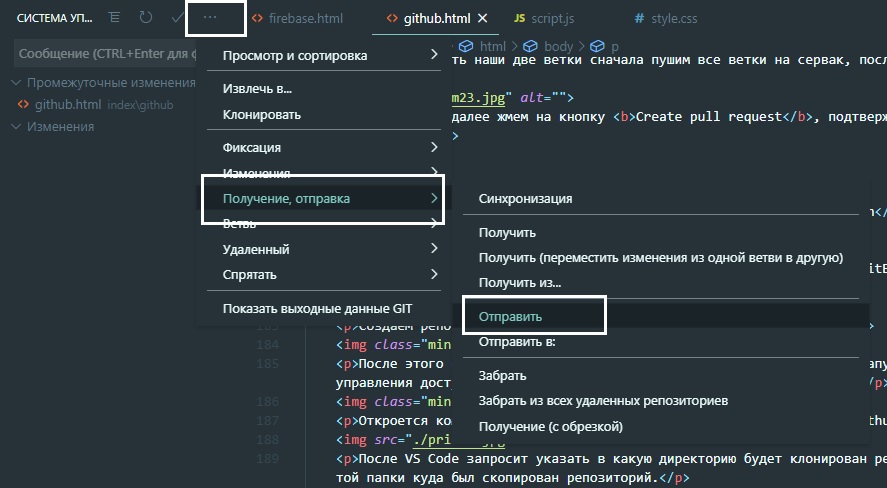 СИСТЕМА УП... ... firebase.html github.html JS script.js # style.css
Сообщение (CTRL+Enter для ф
html > body > p
Промежуточные изменения
github.html index\github
Изменения
Просмотр и сортировка
Извлечь в...
Клонировать
Фиксация
Изменения
Получение, отправка
Ветвь
Удаленный
Спрятать
Показать выходные данные GIT
Синхронизация
Получить
Получить (переместить изменения из одной ветви в другую)
Получить из...
Отправить
Отправить в:
Забрать
Забрать из всех удаленных репозиториев
Получение (с обрезкой)
ть наши две ветки сначала пушим все ветки на сервак, посл
m23.jpg" alt="">
далее жмем на кнопку <b>Create pull request</b>, подтверж
>
n</
itE
183 <p>Создаем репо
184 <img class="min
185 <p>После этого
апу
управления дост
</p>
186 <img class="min
187 <p>Откроется ко
thu
188 <img src="./pri
jpg
189 <p>После VS Code запросит указать в какую директорию будет клонирован ре
той папки куда был скопирован репозиторий.</p>